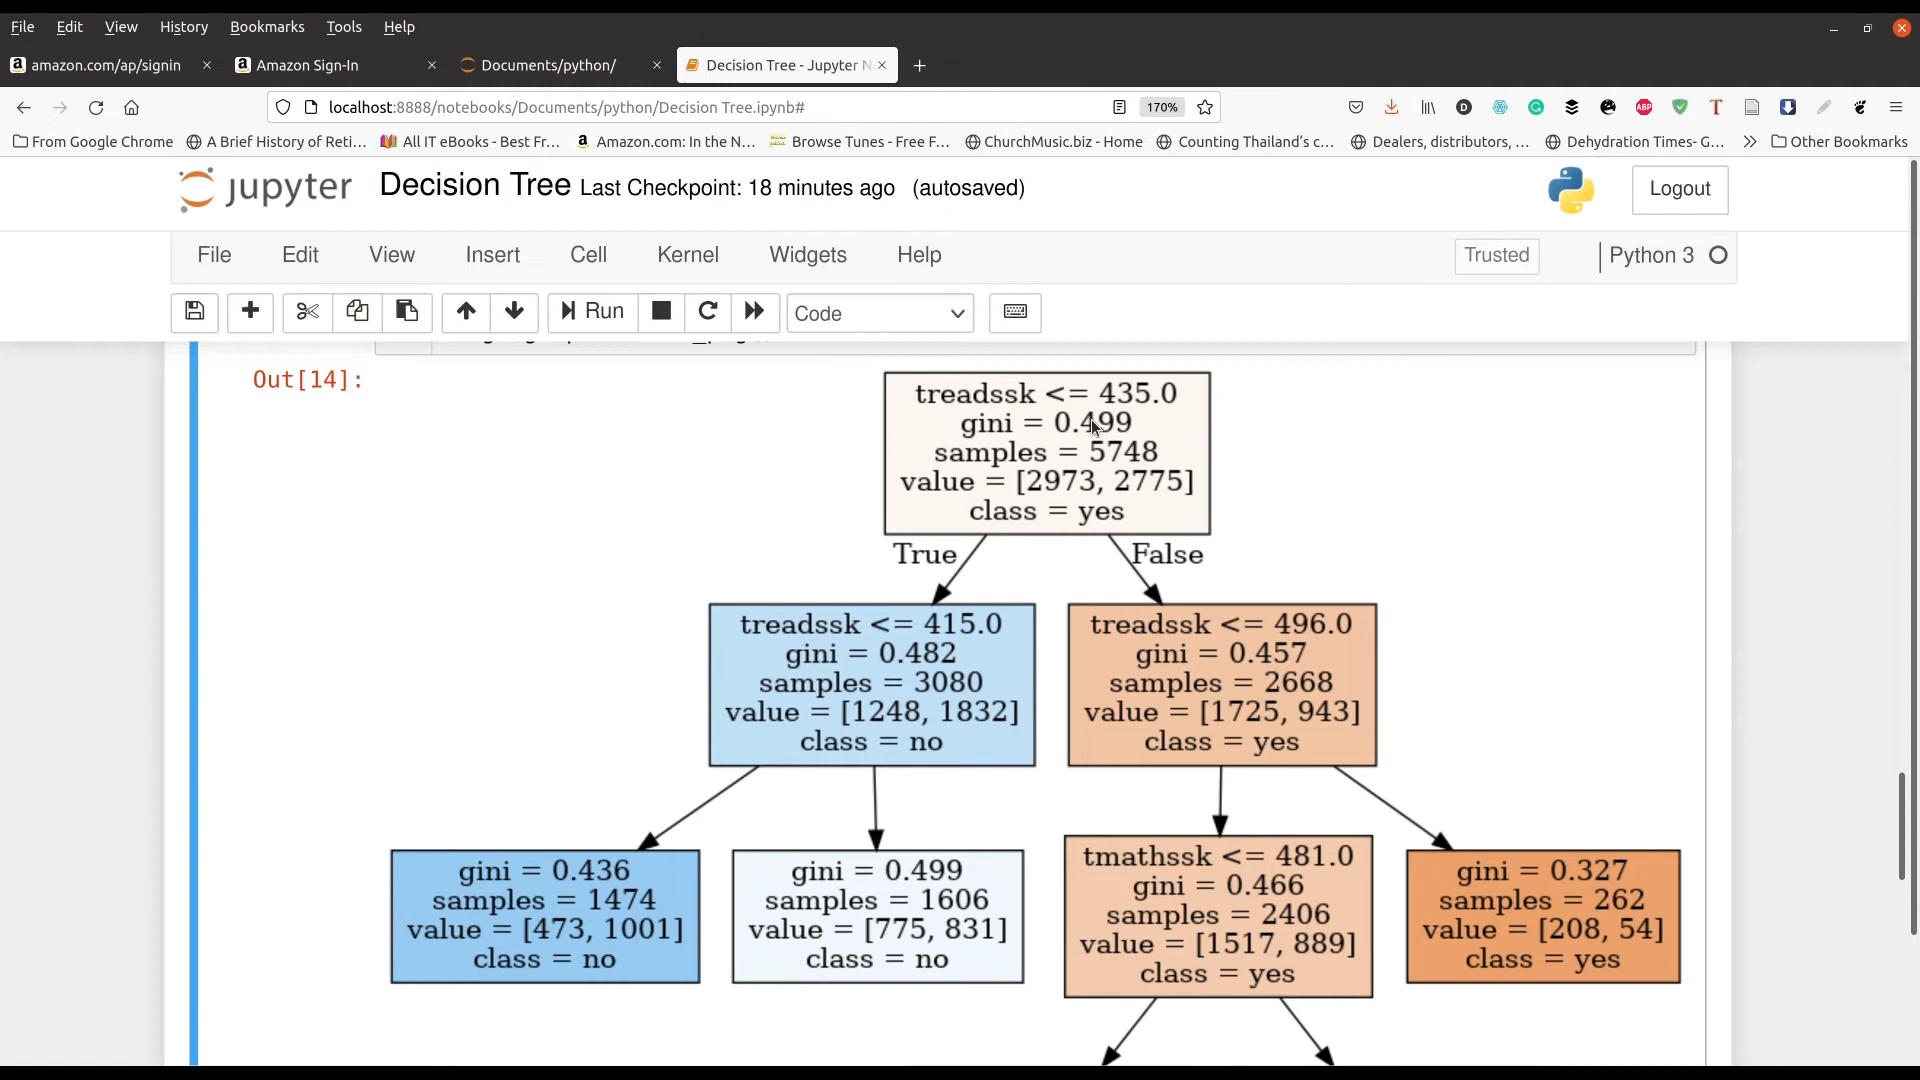 File Edit View History Bookmarks Tools Help
amazon.com/ap/signin Amazon Sign-In Documents/python/ Decision Tree - Jupyter N
localhost:8888/notebooks/Documents/python/Decision Tree.ipynb# 170%
From Google Chrome A Brief History of Reti... All IT eBooks - Best Fr... Amazon.com: In the N... Browse Tunes - Free F... ChurchMusic.biz - Home Counting Thailand's c... Dealers, distributors, ... Dehydration Times- G... Other Bookmarks
jupyter Decision Tree Last Checkpoint: 18 minutes ago (autosaved) Logout
File Edit View Insert Cell Kernel Widgets Help Trusted Python 3
Run Code
Out[14]:
treadssk <= 435.0
gini = 0.499
samples = 5748
value = [2973, 2775]
class = yes
True False
treadssk <= 415.0
gini = 0.482
samples = 3080
value = [1248, 1832]
class = no
treadssk <= 496.0
gini = 0.457
samples = 2668
value = [1725, 943]
class = yes
gini = 0.436
samples = 1474
value = [473, 1001]
class = no
gini = 0.499
samples = 1606
value = [775, 831]
class = no
tmathssk <= 481.0
gini = 0.466
samples = 2406
value = [1517, 889]
class = yes
gini = 0.327
samples = 262
value = [208, 54]
class = yes